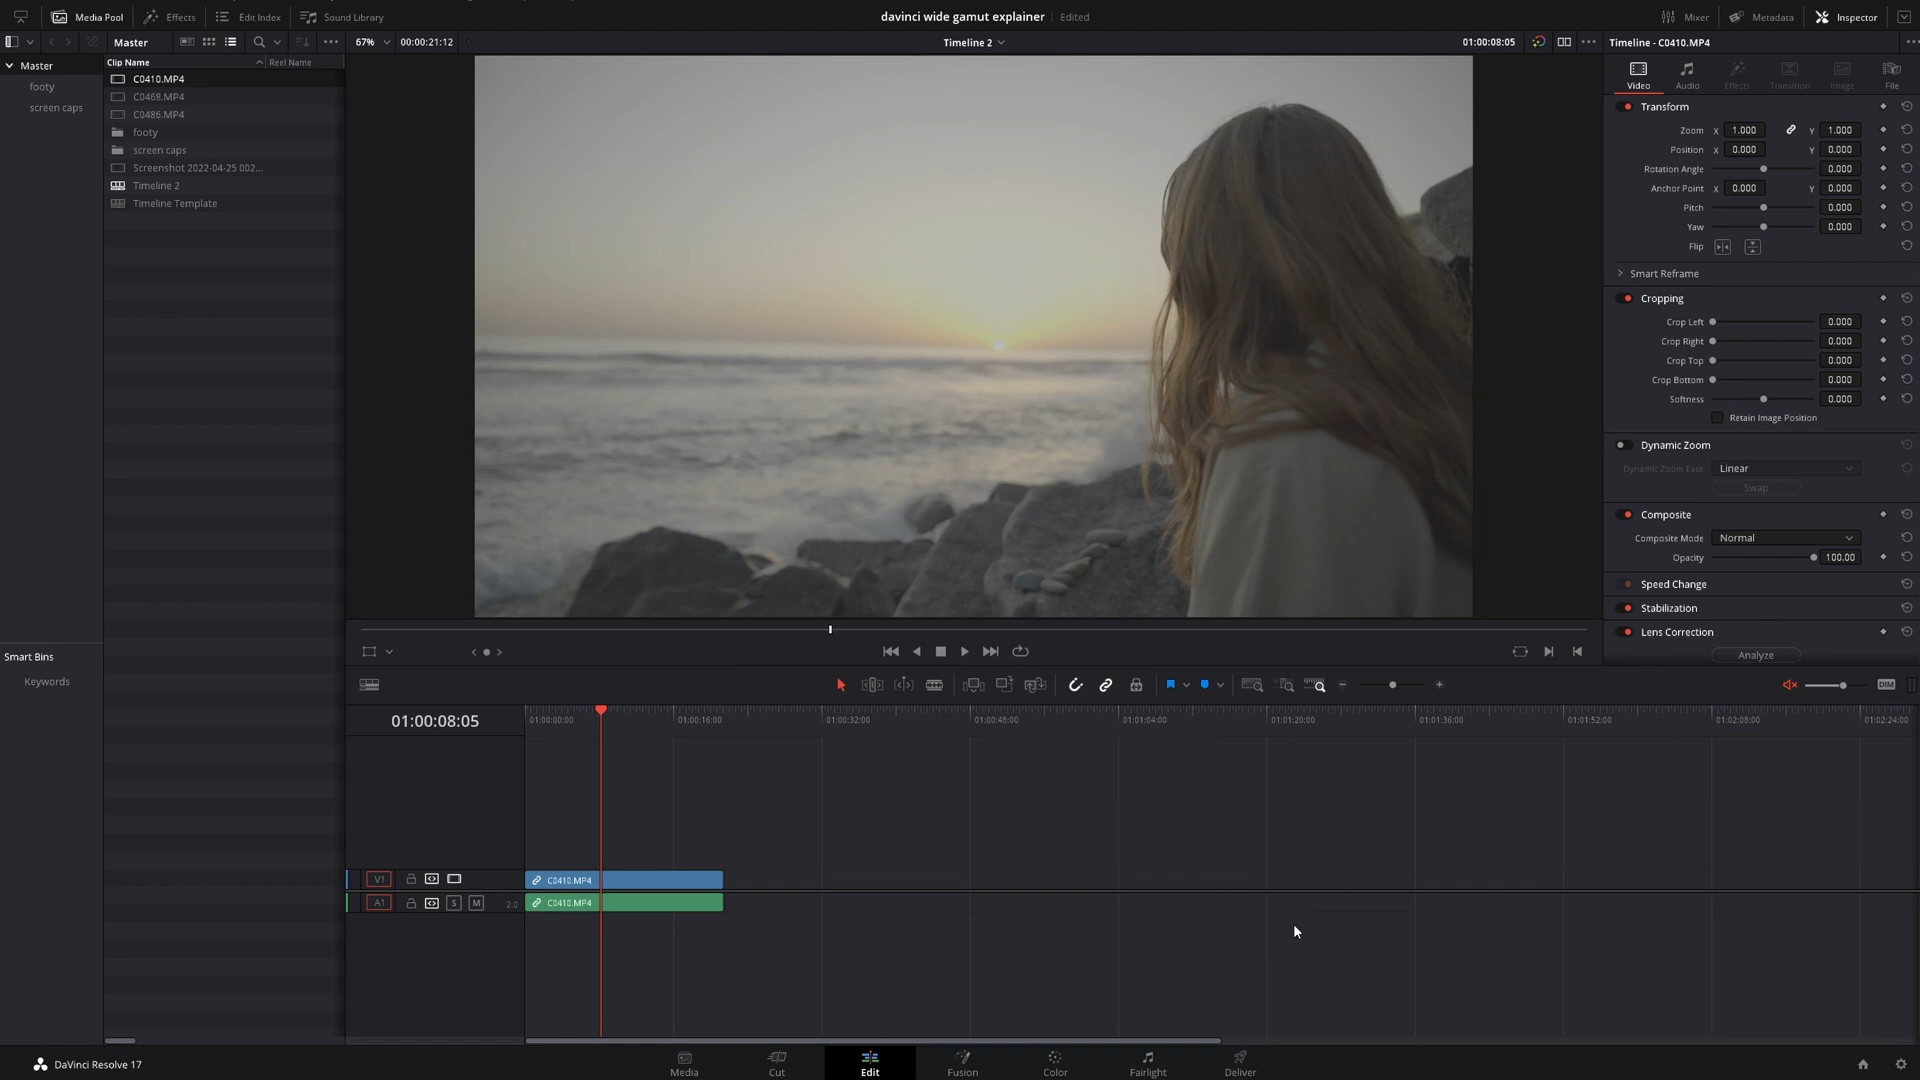 Media Pool
Effects
Edit Index
Sound Library
davinci wide gamut explainer
Edited
Mixer
Metadata
Inspector
Master
67%
00:00:21:12
Timeline 2
01:00:08:05
Timeline - C0410.MP4
Master
footy
screen caps
Clip Name
Reel Name
C0410.MP4
C0468.MP4
C0486.MP4
footy
screen caps
Screenshot 2022-04-25 002...
Timeline 2
Timeline Template
Video
Audio
Effects
Transition
Image
File
Transform
Zoom X 1.000 Y 1.000
Position X 0.000 Y 0.000
Rotation Angle 0.000
Anchor Point X 0.000 Y 0.000
Pitch 0.000
Yaw 0.000
Flip
Smart Reframe
Cropping
Crop Left 0.000
Crop Right 0.000
Crop Top 0.000
Crop Bottom 0.000
Softness 0.000
Retain Image Position
Dynamic Zoom
Dynamic Zoom Ease Linear
Swap
Composite
Composite Mode Normal
Opacity 100.00
Speed Change
Stabilization
Lens Correction
Analyze
Smart Bins
Keywords
DIM
01:00:08:05
01:00:00:00
01:00:16:00
01:00:32:00
01:00:48:00
01:01:04:00
01:01:20:00
01:01:36:00
01:01:52:00
01:02:08:00
01:02:24:00
V1
C0410.MP4
A1
S
M
2.0
C0410.MP4
DaVinci Resolve 17
Media
Cut
Edit
Fusion
Color
Fairlight
Deliver